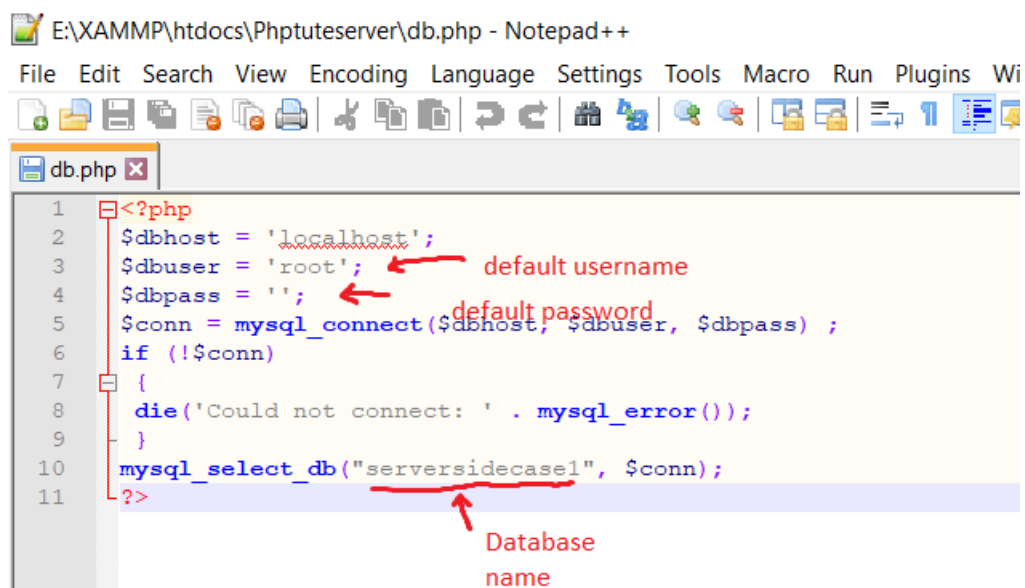 E:\XAMMP\htdocs\Phptuteserver\db.php - Notepad++
File Edit Search View Encoding Language Settings Tools Macro Run Plugins Wi
db.php
1 <?php
2 $dbhost = 'localhost';
3 $dbuser = 'root'; default username
4 $dbpass = '';
default password
5 $conn = mysql_connect($dbhost, $dbuser, $dbpass) ;
6 if (!$conn)
7 {
8 die('Could not connect: ' . mysql_error());
9 }
10 mysql_select_db("serversidecase1", $conn);
11 ?>
Database
name